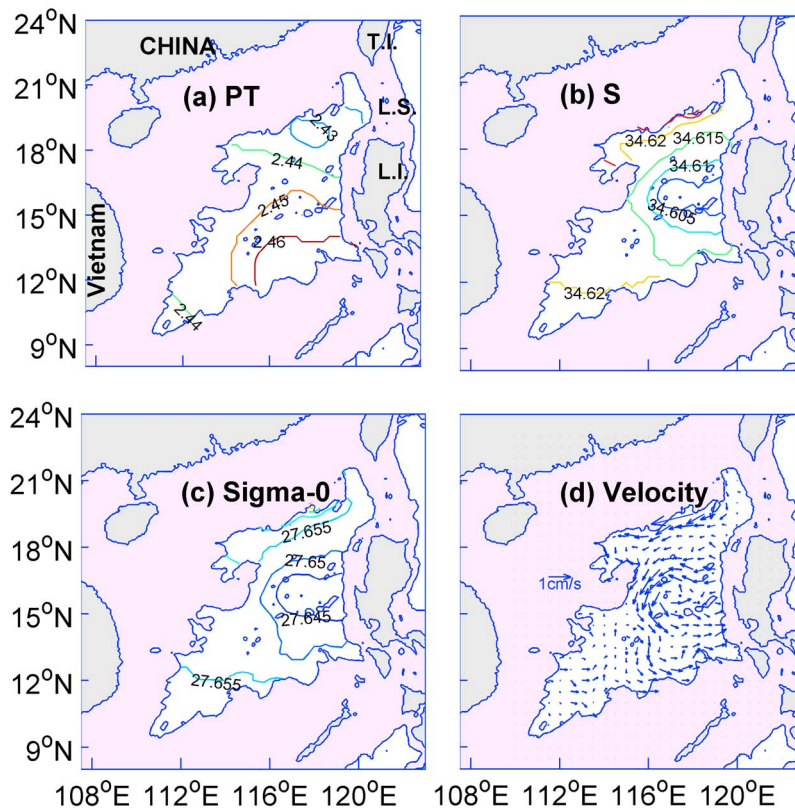 24°N
21°N
18°N
15°N
12°N
9°N
CHINA
T.I.
(a) PT
L.S.
L.I.
Vietnam
2.43
2.44
2.45
2.46
2.44
(b) S
34.62
34.615
34.61
34.605
34.62
24°N
21°N
18°N
15°N
12°N
9°N
(c) Sigma-0
27.655
27.65
27.645
27.655
(d) Velocity
1cm/s
108°E 112°E 116°E 120°E
108°E 112°E 116°E 120°E